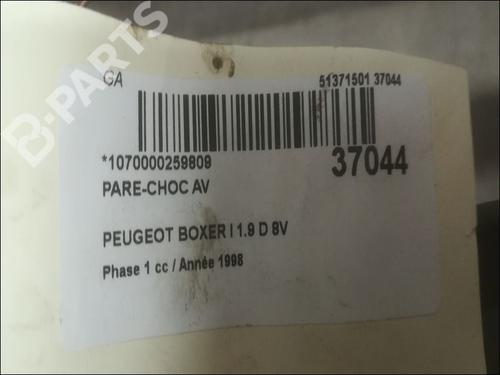 B-PARTS
GA
51371501 37044
*1070000259809
37044
PARE-CHOC AV
PEUGEOT BOXER I 1.9 D 8V
Phase 1 cc / Année 1998